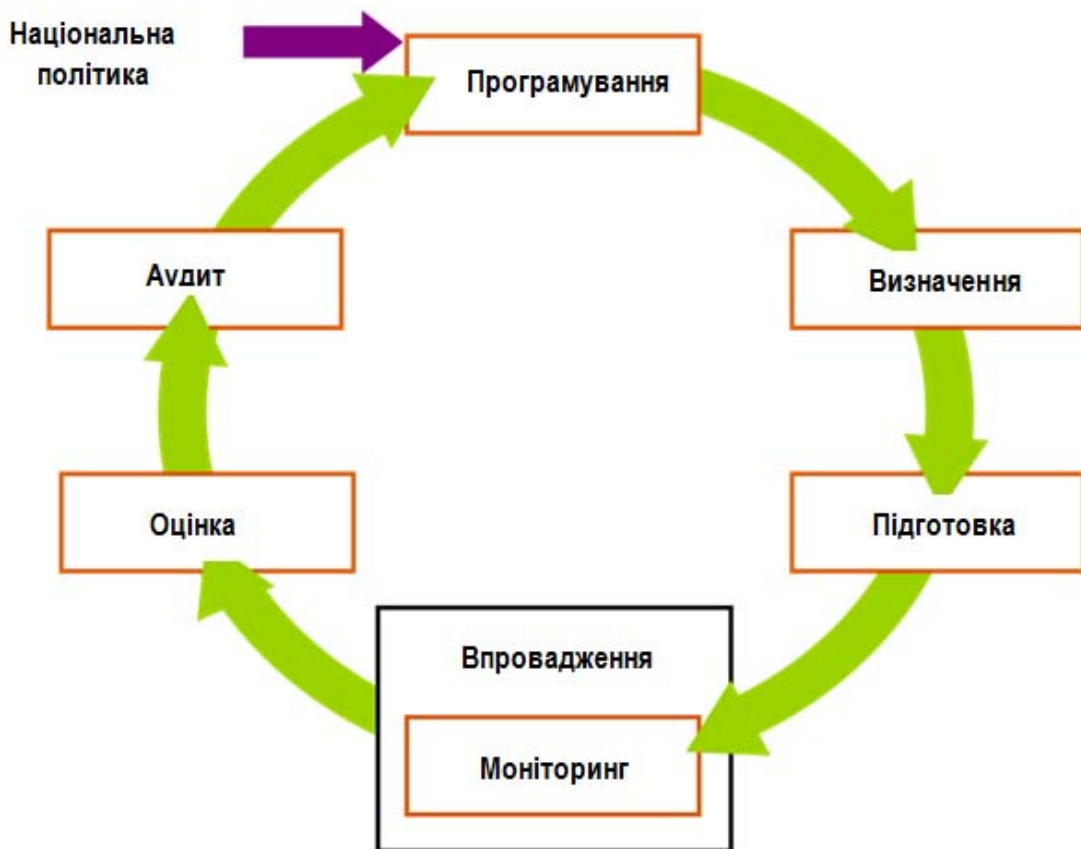 Національна
політика
Програмування
Аудит
Визначення
Оцінка
Підготовка
Впровадження
Моніторинг